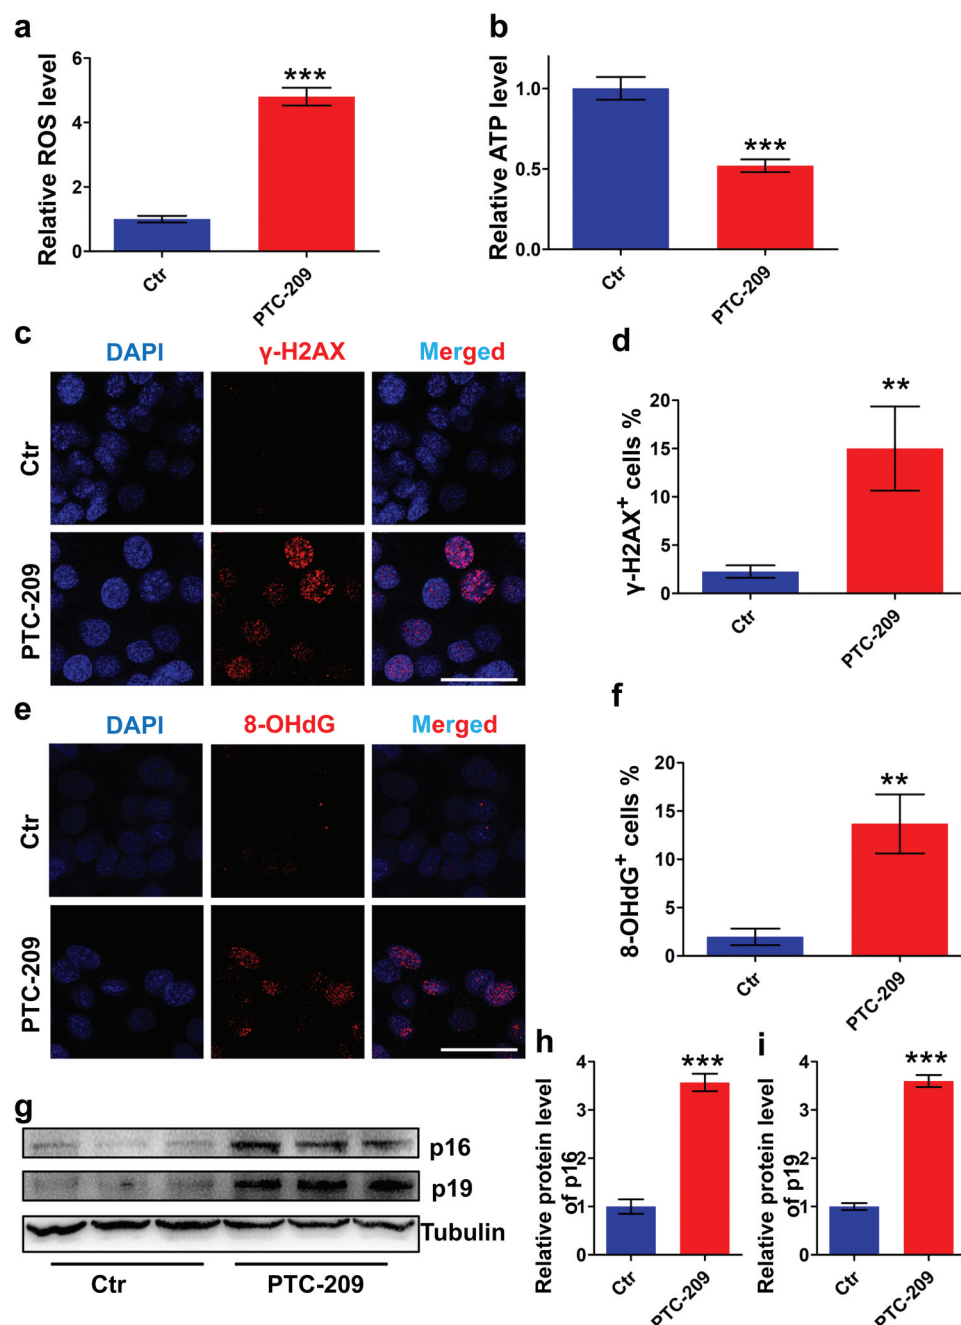 a
Relative ROS level
6
4
2
0
***
Ctr
PTC-209
b
Relative ATP level
1.0
0.5
0.0
***
Ctr
PTC-209
c
DAPI
γ-H2AX
Merged
Ctr
PTC-209
d
γ-H2AX+ cells %
20
15
10
5
0
**
Ctr
PTC-209
e
DAPI
8-OHdG
Merged
Ctr
PTC-209
f
8-OHdG+ cells %
20
15
10
5
0
**
Ctr
PTC-209
g
p16
p19
Tubulin
Ctr
PTC-209
h
Relative protein level
of p16
4
3
2
1
0
***
Ctr
PTC-209
i
Relative protein level
of p19
4
3
2
1
0
***
Ctr
PTC-209